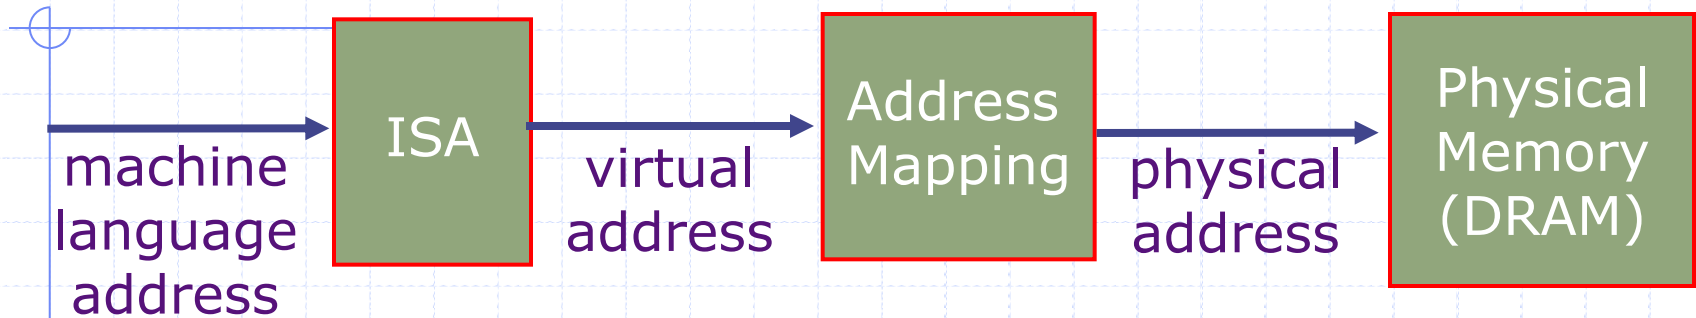 machine
language
address
ISA
virtual
address
Address
Mapping
physical
address
Physical
Memory
(DRAM)